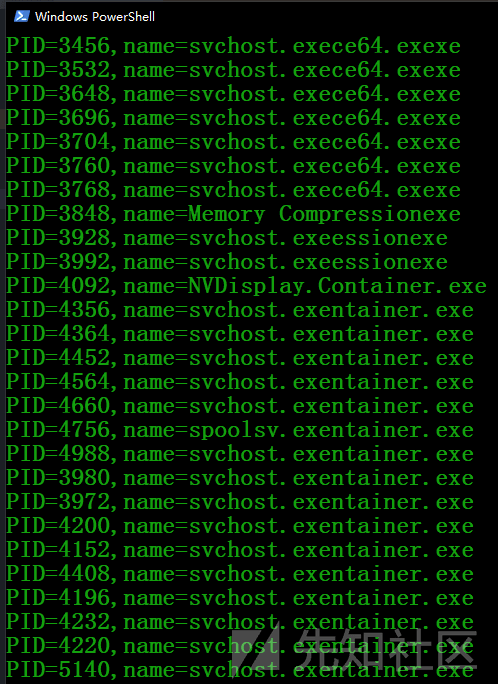 Windows PowerShell
PID=3456,name=svchost.exece64.exexe
PID=3532,name=svchost.exece64.exexe
PID=3648,name=svchost.exece64.exexe
PID=3696,name=svchost.exece64.exexe
PID=3704,name=svchost.exece64.exexe
PID=3760,name=svchost.exece64.exexe
PID=3768,name=svchost.exece64.exexe
PID=3848,name=Memory Compressionexe
PID=3928,name=svchost.exeessionexe
PID=3992,name=svchost.exeessionexe
PID=4092,name=NVDisplay.Container.exe
PID=4356,name=svchost.exentainer.exe
PID=4364,name=svchost.exentainer.exe
PID=4452,name=svchost.exentainer.exe
PID=4564,name=svchost.exentainer.exe
PID=4660,name=svchost.exentainer.exe
PID=4756,name=spoolsv.exentainer.exe
PID=4988,name=svchost.exentainer.exe
PID=3980,name=svchost.exentainer.exe
PID=3972,name=svchost.exentainer.exe
PID=4200,name=svchost.exentainer.exe
PID=4152,name=svchost.exentainer.exe
PID=4408,name=svchost.exentainer.exe
PID=4196,name=svchost.exentainer.exe
PID=4232,name=svchost.exentainer.exe
PID=4220,name=svchost.exentainer.exe
PID=5140,name=svchost.exentainer.exe
先知社区